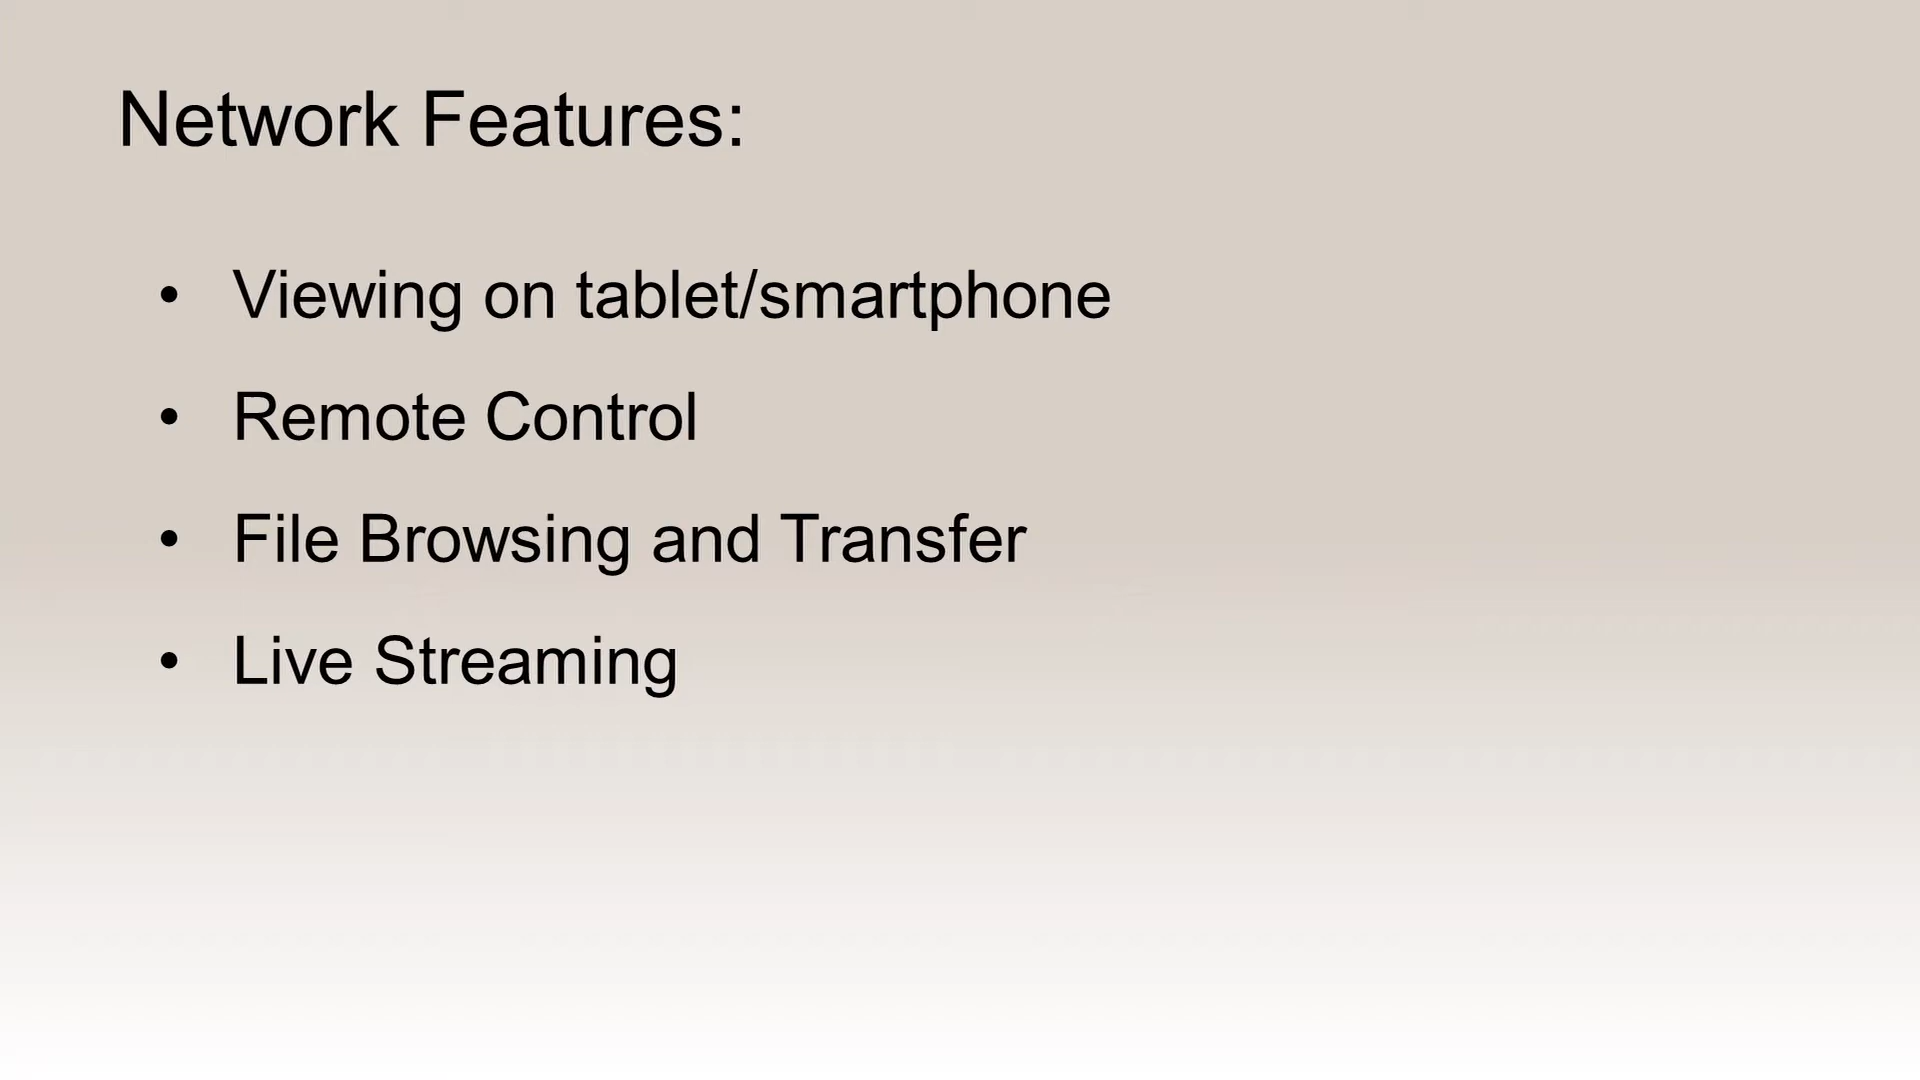 Network Features:
• Viewing on tablet/smartphone
• Remote Control
• File Browsing and Transfer
• Live Streaming